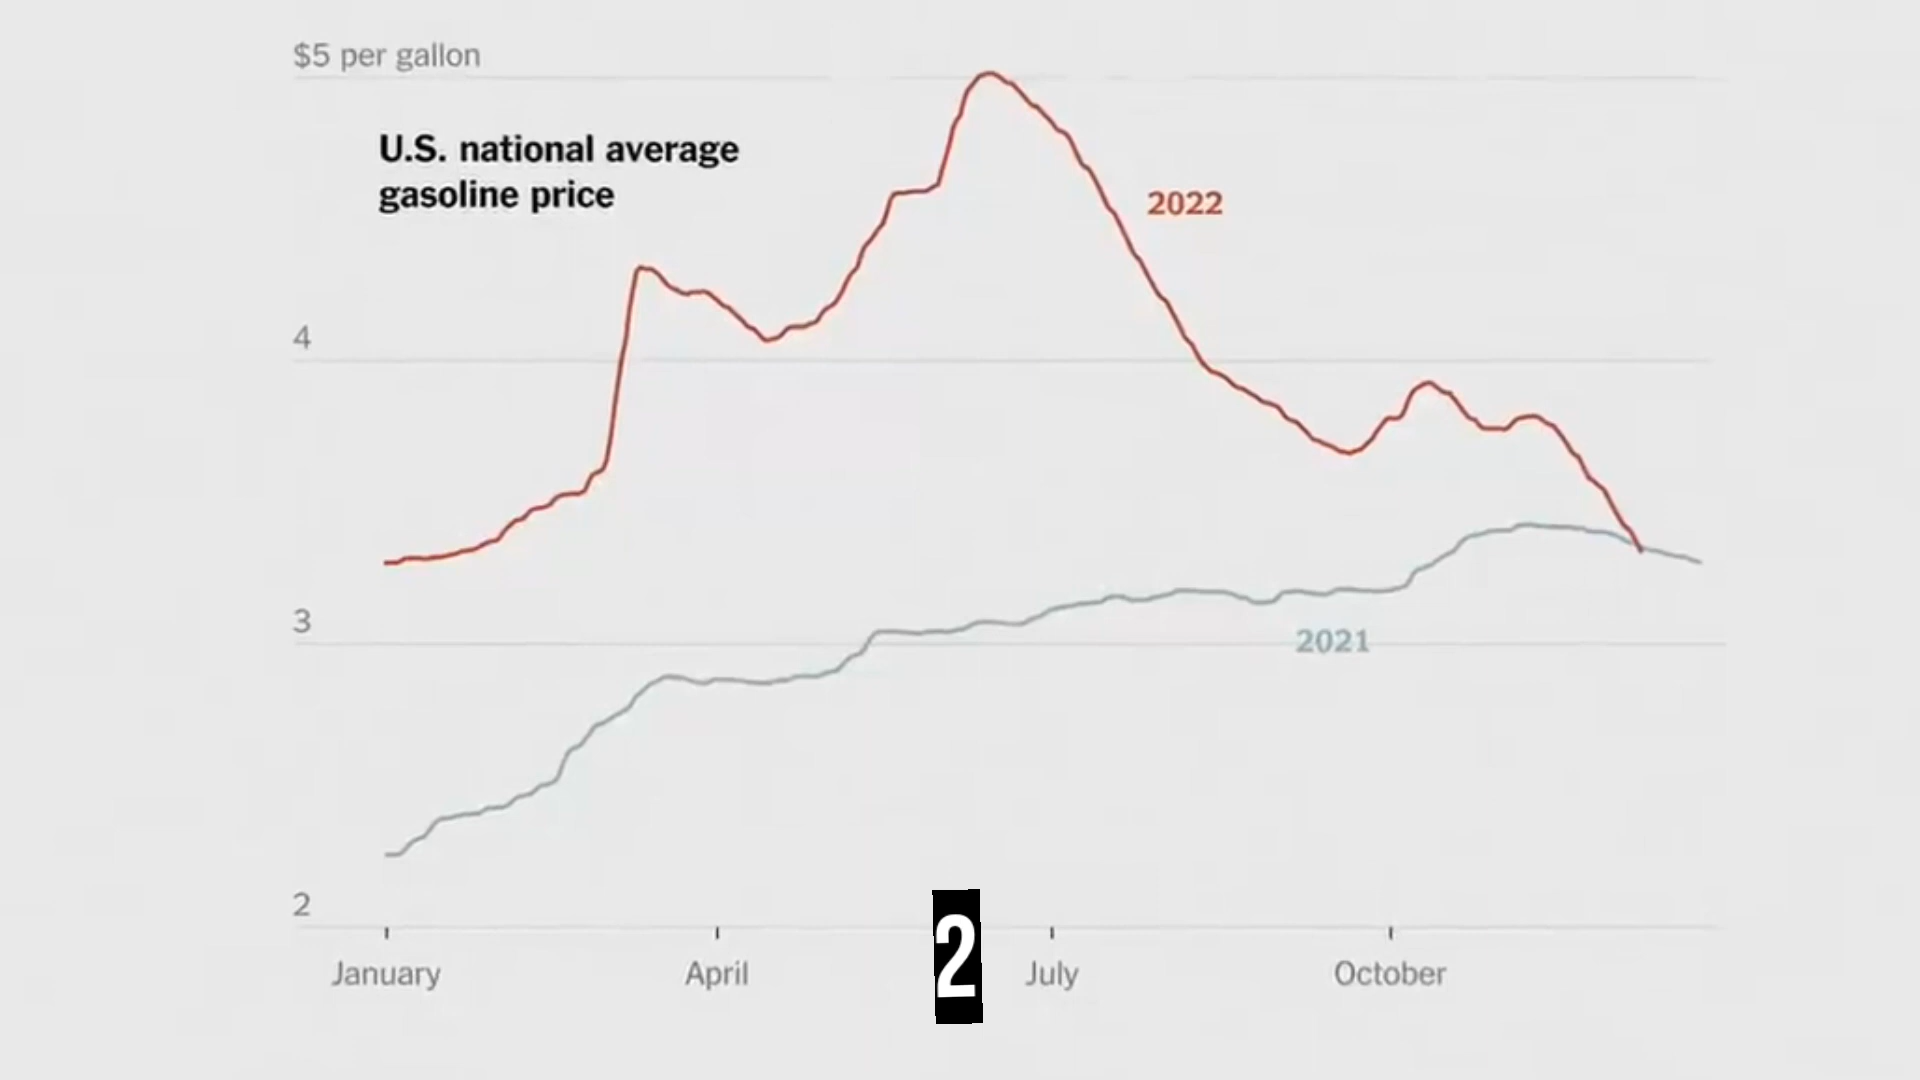 $5 per gallon
U.S. national average
gasoline price
2022
4
3
2021
2
January
April
2
July
October